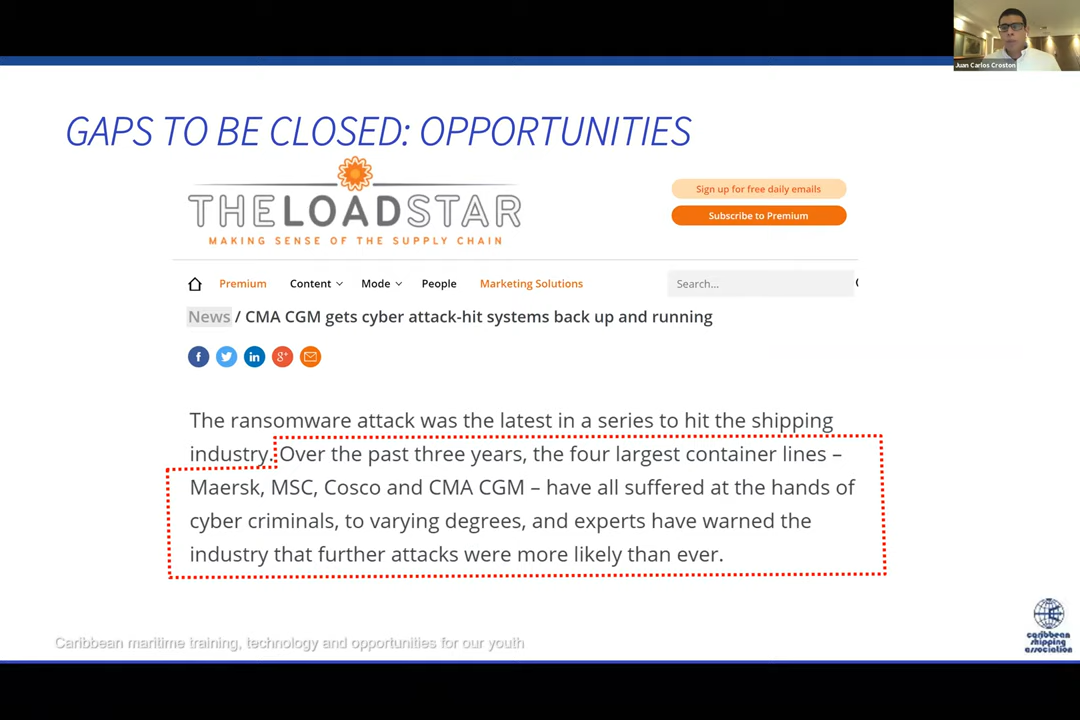 Juan Carlos Croston
GAPS TO BE CLOSED: OPPORTUNITIES
THELOADSTAR
MAKING SENSE OF THE SUPPLY CHAIN
Sign up for free daily emails
Subscribe to Premium
Premium Content Mode People Marketing Solutions Search...
News / CMA CGM gets cyber attack-hit systems back up and running
f in g+
The ransomware attack was the latest in a series to hit the shipping
industry. Over the past three years, the four largest container lines –
Maersk, MSC, Cosco and CMA CGM – have all suffered at the hands of
cyber criminals, to varying degrees, and experts have warned the
industry that further attacks were more likely than ever.
Caribbean maritime training, technology and opportunities for our youth
caribbean
shipping
association